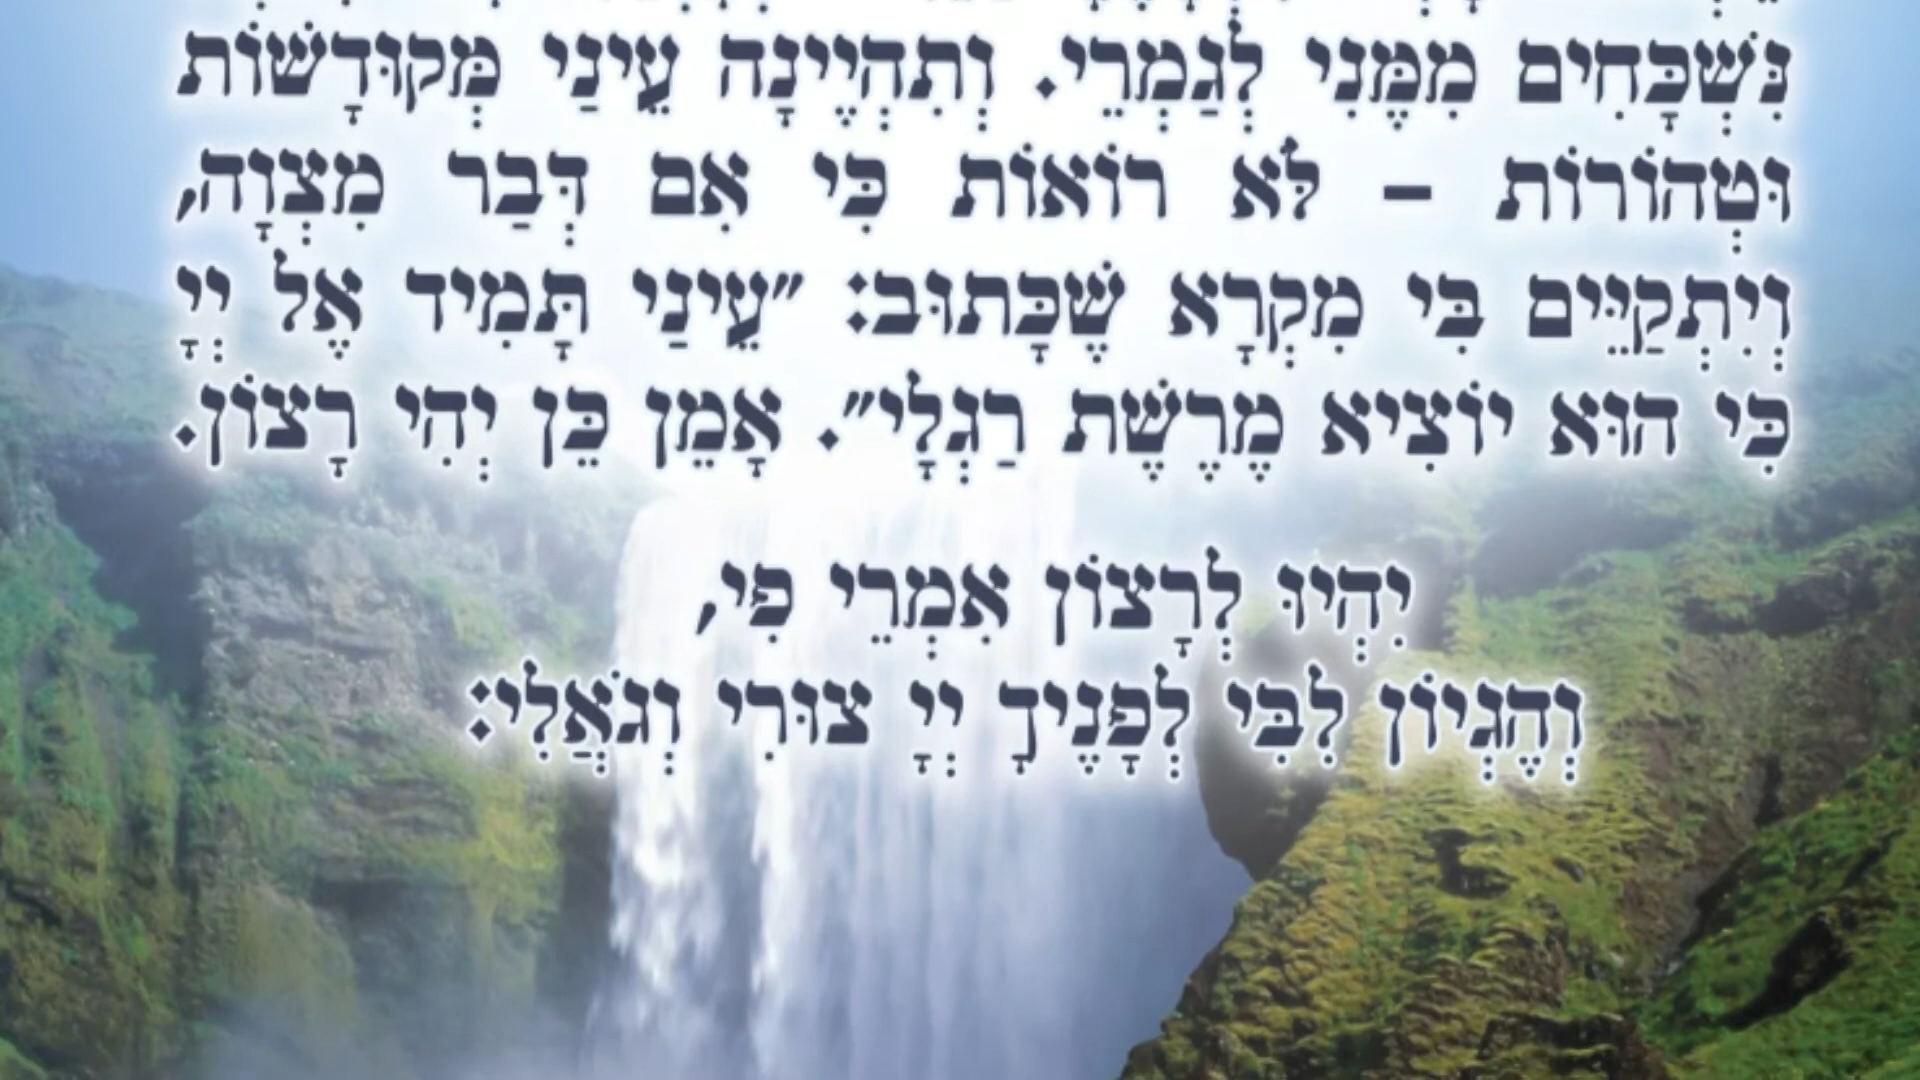 נִּשְׁכָּחִים מִמֶּנִּי לְגַמְרֵי. וְתִהְיֶינָה עֵינַי מְּקוּדָשׁוֹת
וּטְהוֹרוֹת – לֹּא רוֹאוֹת כִּי אִם דְּבַר מִצְוָה,
וְיִתְקַיֵּים בִּי מִקְרָא שֶׁכָּתוּב: "עֵינַי תָּמִיד אֶל יְיָ
כִּי הוּא יוֹצִיא מֶרֶשֶׁת רַגְלָי". אָמֵן כֵּן יְהִי רָצוֹן.
יִהְיוּ לְרָצוֹן אִמְרֵי פִי,
וְהֶגְיוֹן לִבִּי לְפָנֶיךָ יְיָ צוּרִי וְגֹאֲלִי: